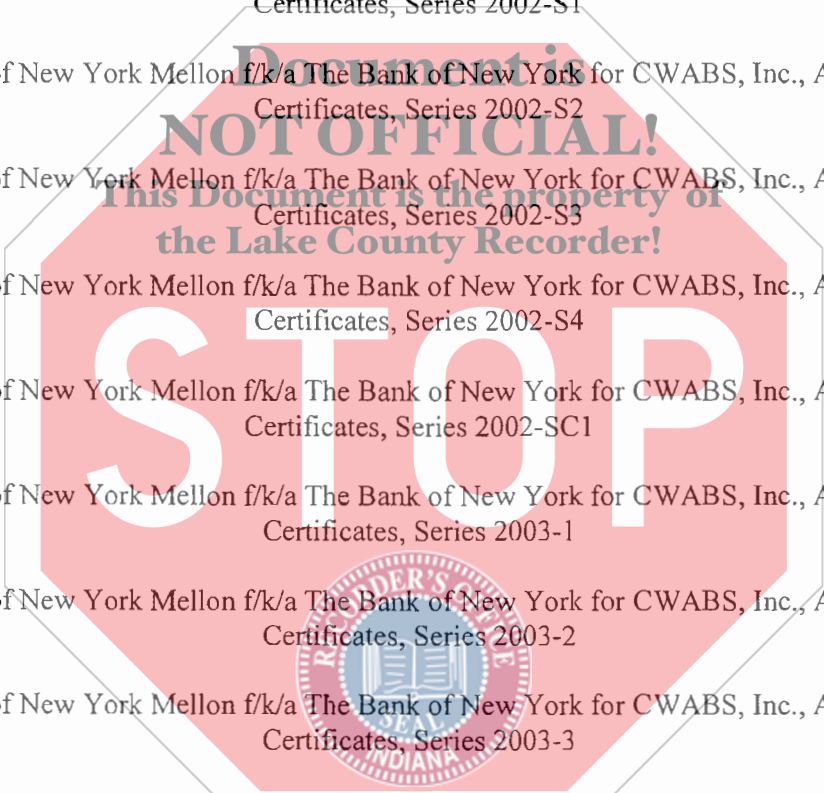 Certificates, Series 2002-S1
Document is
f New York Mellon f/k/a The Bank of New York for CWABS, Inc., A
Certificates, Series 2002-S2
NOT OFFICIAL!
f New York Mellon f/k/a The Bank of New York for CWABS, Inc., A
This Document is the property of
Certificates, Series 2002-S3
the Lake County Recorder!
f New York Mellon f/k/a The Bank of New York for CWABS, Inc., A
Certificates, Series 2002-S4
STOP
f New York Mellon f/k/a The Bank of New York for CWABS, Inc., A
Certificates, Series 2002-SC1
f New York Mellon f/k/a The Bank of New York for CWABS, Inc., A
Certificates, Series 2003-1
RECORDER'S OFFICE
f New York Mellon f/k/a The Bank of New York for CWABS, Inc., A
Certificates, Series 2003-2
f New York Mellon f/k/a The Bank of New York for CWABS, Inc., A
SEAL
Certificates, Series 2003-3
INDIANA